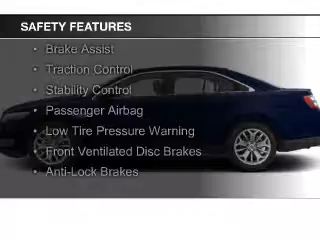 SAFETY FEATURES
• Brake Assist
• Traction Control
• Stability Control
• Passenger Airbag
• Low Tire Pressure Warning
• Front Ventilated Disc Brakes
• Anti-Lock Brakes